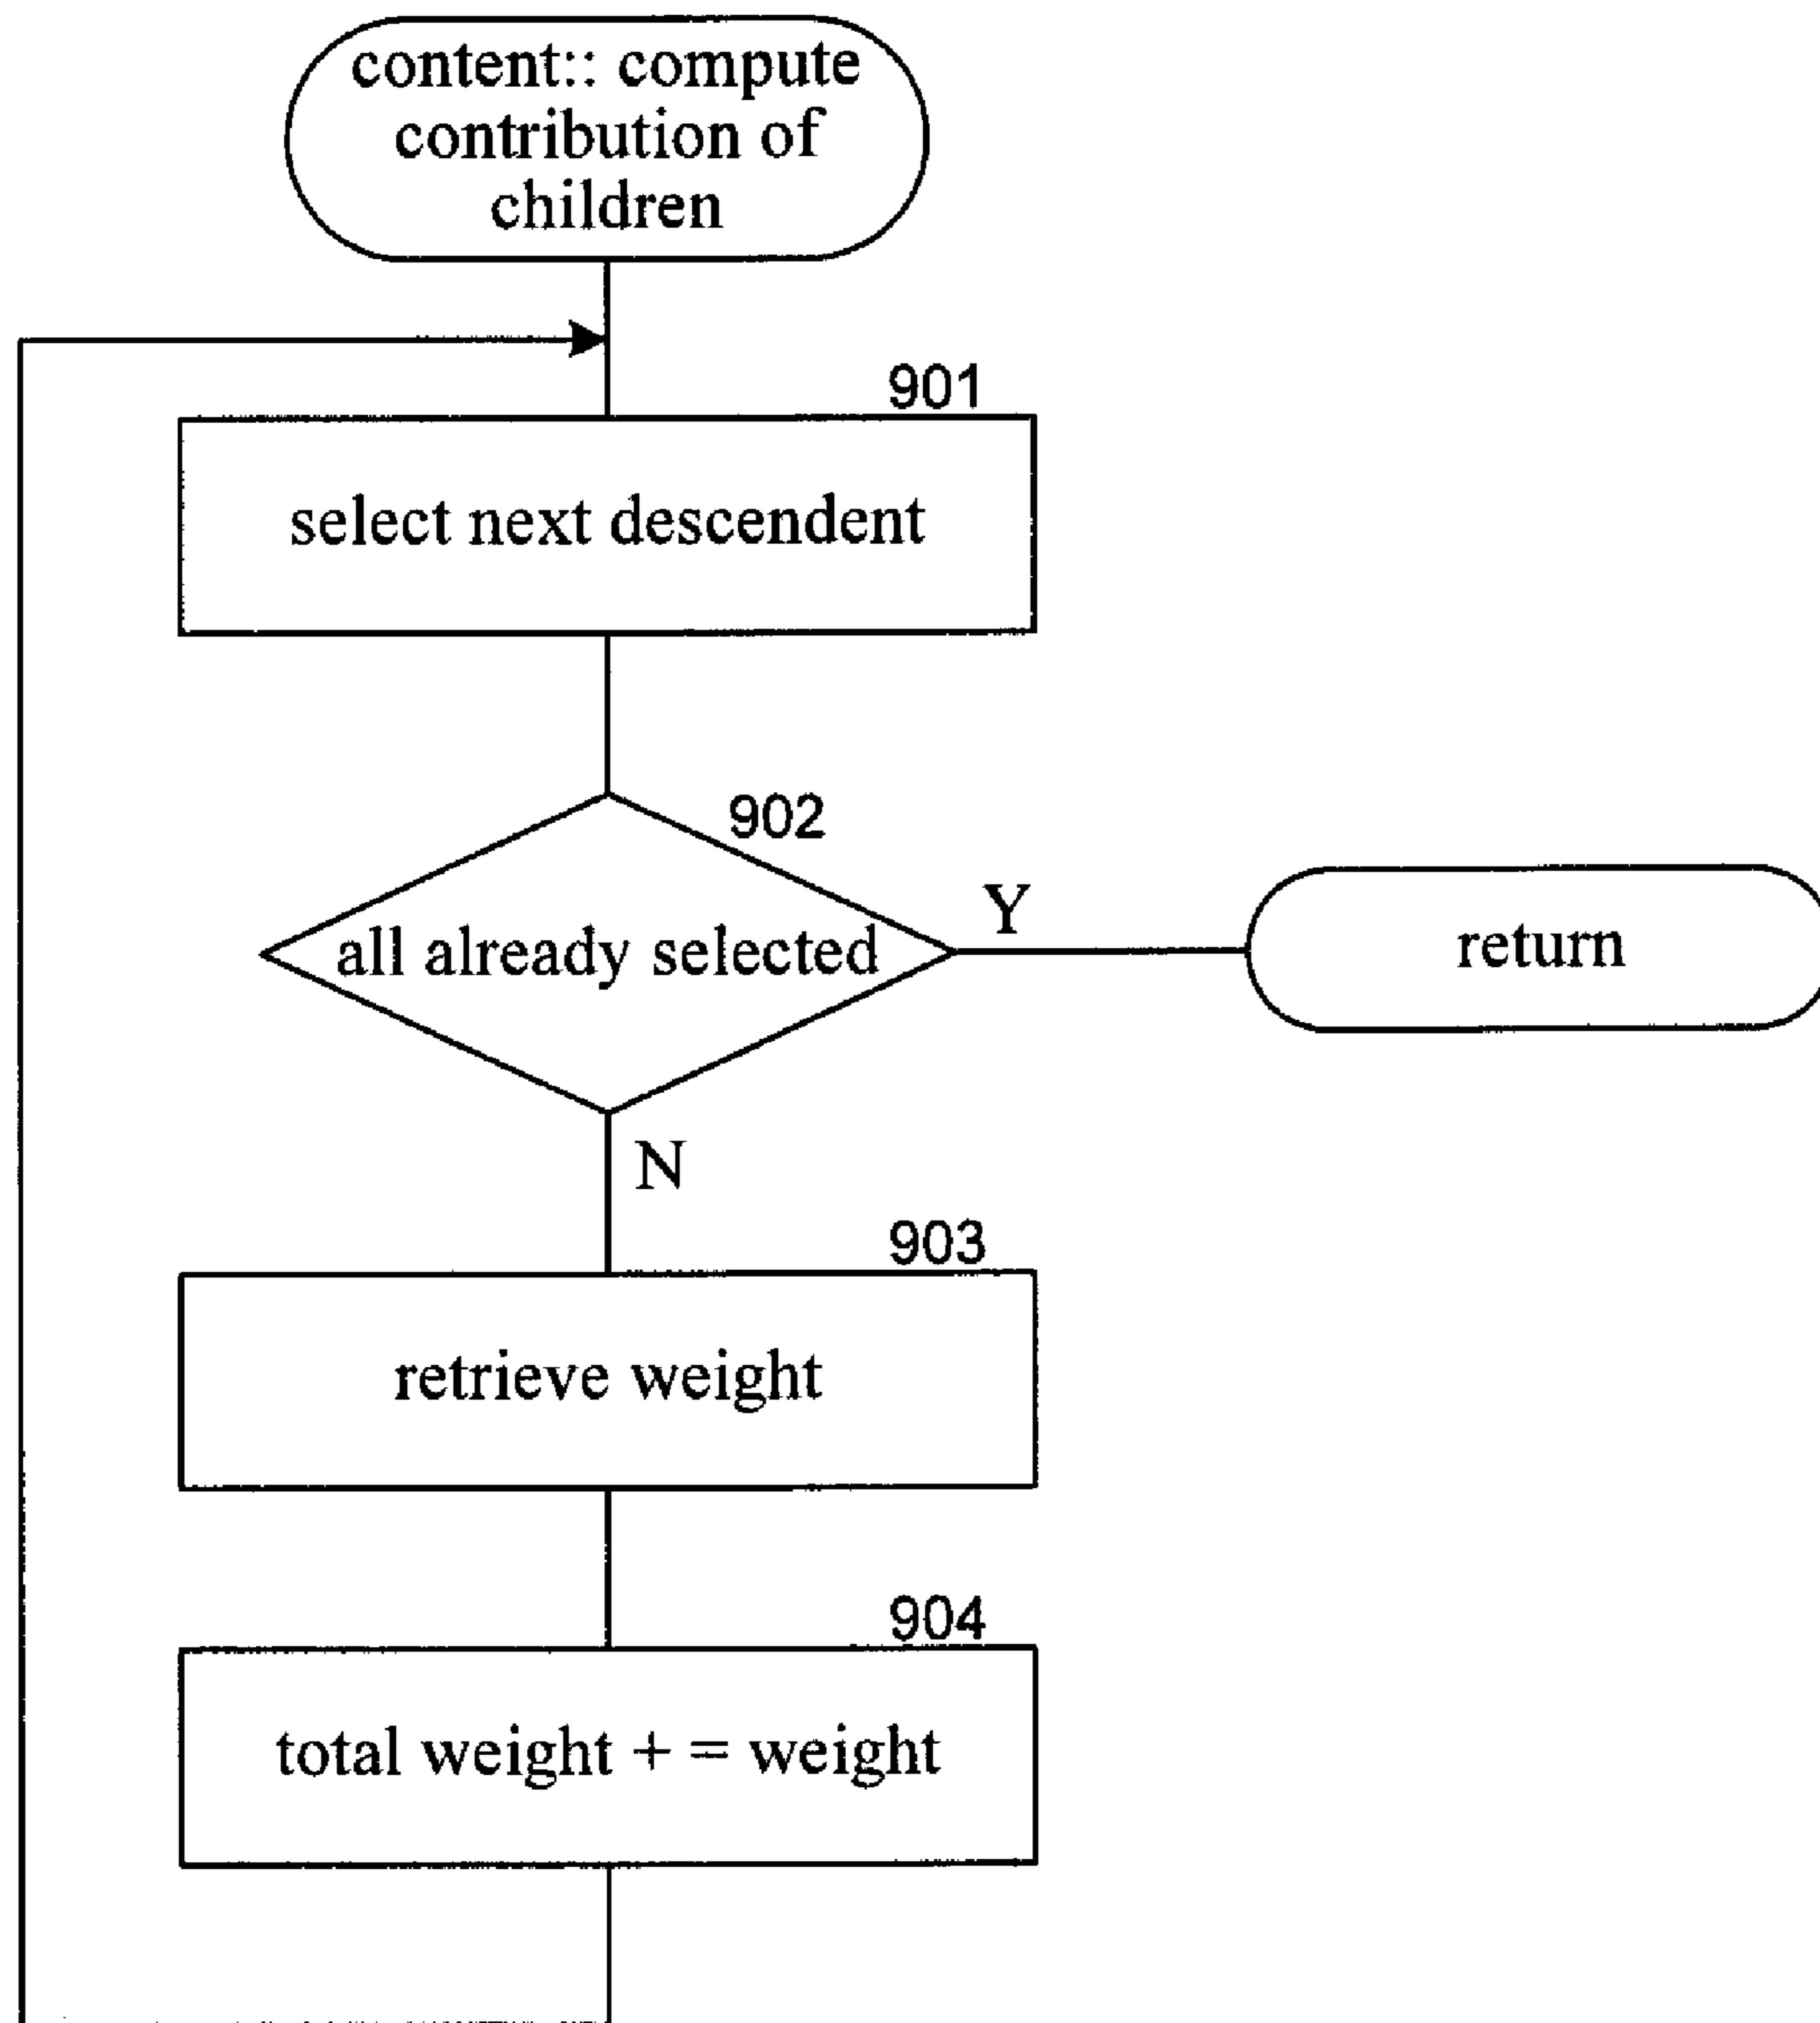 content:: compute
contribution of
children
901
select next descendent
902
all already selected
Y
return
N
903
retrieve weight
904
total weight + = weight